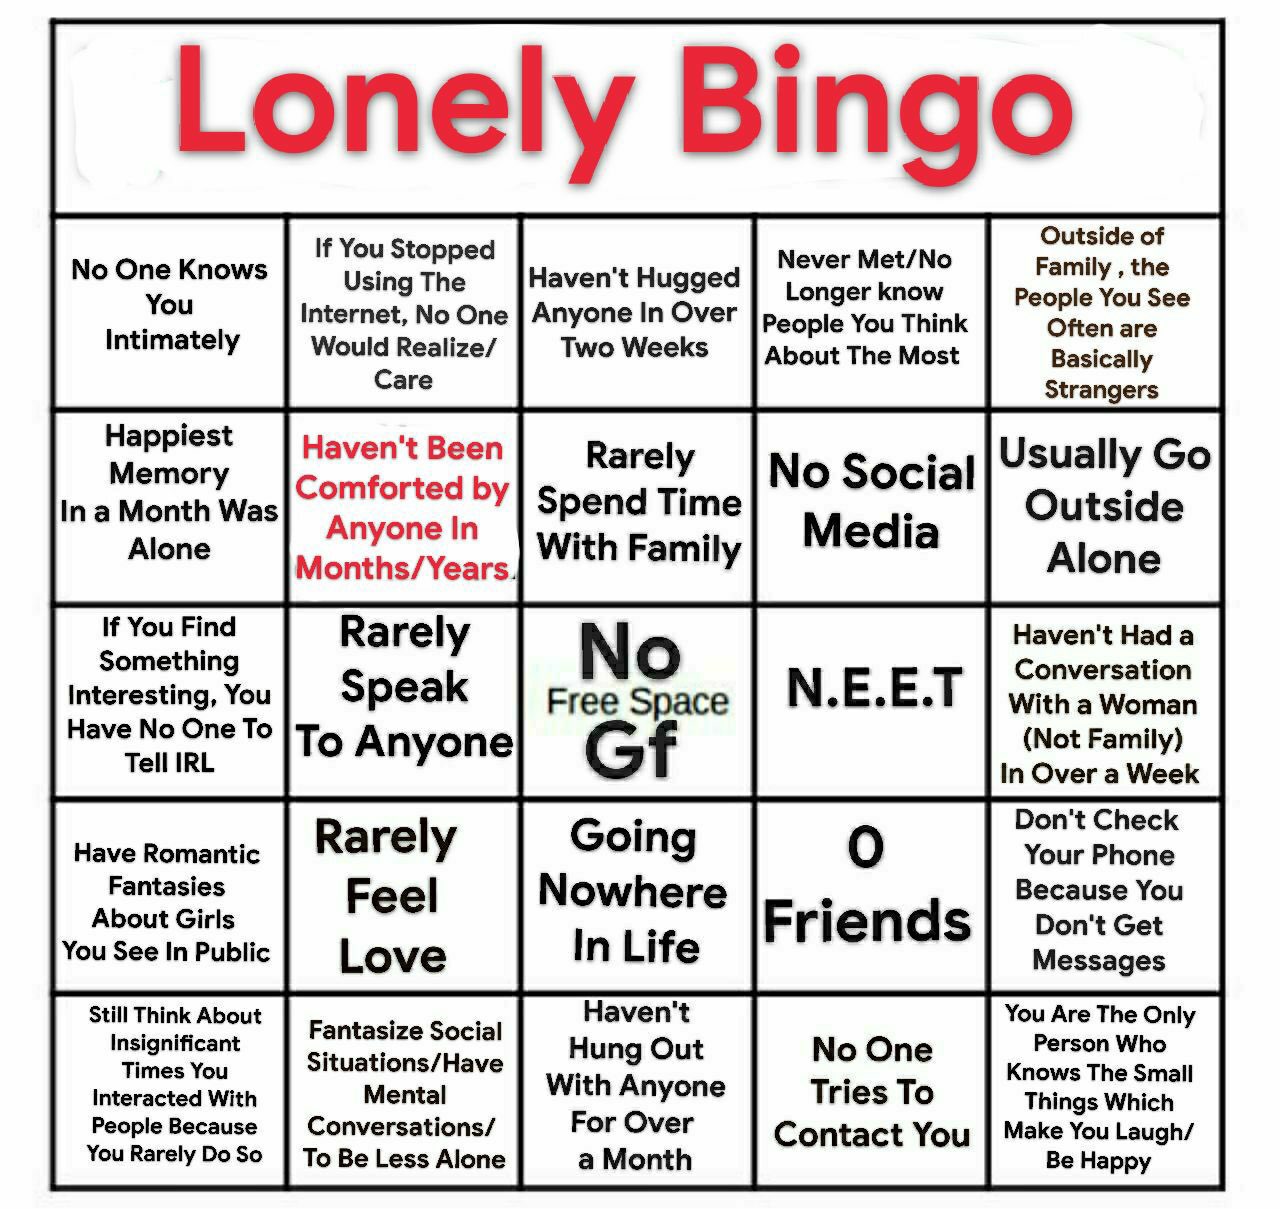 Lonely Bingo
No One Knows
You
Intimately
If You Stopped
Using The
Internet, No One
Would Realize/
Care
Haven't Hugged
Anyone In Over
Two Weeks
Never Met/No
Longer know
People You Think
About The Most
Outside of
Family , the
People You See
Often are
Basically
Strangers
Happiest
Memory
In a Month Was
Alone
Haven't Been
Comforted by
Anyone In
Months/Years.
Rarely
Spend Time
With Family
No Social
Media
Usually Go
Outside
Alone
If You Find
Something
Interesting, You
Have No One To
Tell IRL
Rarely
Speak
To Anyone
No
Free Space
Gf
N.E.E.T
Haven't Had a
Conversation
With a Woman
(Not Family)
In Over a Week
Have Romantic
Fantasies
About Girls
You See In Public
Rarely
Feel
Love
Going
Nowhere
In Life
0
Friends
Don't Check
Your Phone
Because You
Don't Get
Messages
Still Think About
Insignificant
Times You
Interacted With
People Because
You Rarely Do So
Fantasize Social
Situations/Have
Mental
Conversations/
To Be Less Alone
Haven't
Hung Out
With Anyone
For Over
a Month
No One
Tries To
Contact You
You Are The Only
Person Who
Knows The Small
Things Which
Make You Laugh/
Be Happy